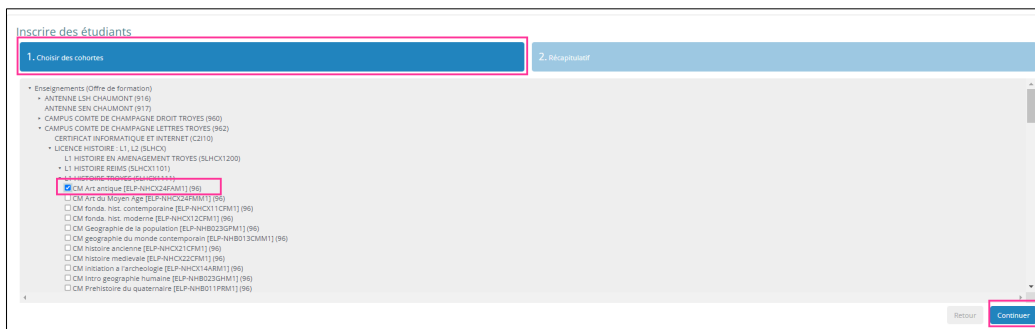 Inscrire des étudiants
1. Choisir des cohortes
2. Récapitulatif
Enseignements (Offre de formation)
ANTENNE LSH CHAUMONT (916)
ANTENNE SEN CHAUMONT (917)
CAMPUS COMTE DE CHAMPAGNE DROIT TROYES (960)
CAMPUS COMTE DE CHAMPAGNE LETTRES TROYES (962)
CERTIFICAT INFORMATIQUE ET INTERNET (C2I10)
LICENCE HISTOIRE : L1, L2 (SLHCX)
L1 HISTOIRE EN AMENAGEMENT TROYES (SLHCX1200)
L1 HISTOIRE REIMS (SLHCX1101)
L1 HISTOIRE TROYES (SLHCX1111)
CM Art antique [ELP-NHCX24FAM1] (96)
CM Art du Moyen Age [ELP-NHCX24FMM1] (96)
CM fonda. hist. contemporaine [ELP-NHCX11CFM1] (96)
CM fonda. hist. moderne [ELP-NHCX12CFM1] (96)
CM Geographie de la population [ELP-NHB023GPM1] (96)
CM geographie du monde contemporain [ELP-NHB013CMM1] (96)
CM histoire ancienne [ELP-NHCX21CFM1] (96)
CM histoire medievale [ELP-NHCX22CFM1] (96)
CM initiation a l'archeologie [ELP-NHCX14ARM1] (96)
CM Intro geographie humaine [ELP-NHB023GHM1] (96)
CM Prehistoire du quaternaire [ELP-NHB011PRM1] (96)
Retour
Continuer